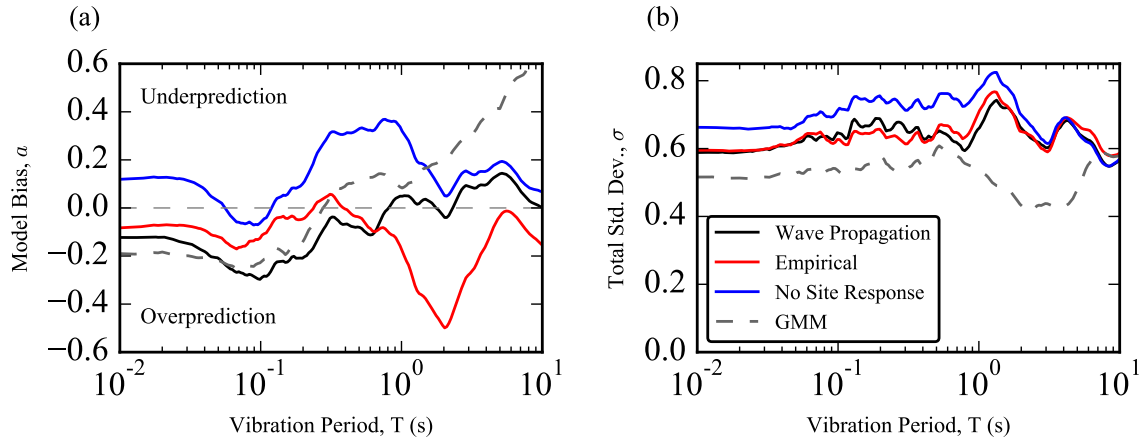 (a)
Model Bias, a
0.6
0.4
0.2
0.0
−0.2
−0.4
−0.6
Underprediction
Overprediction
10^-2
10^-1
10^0
10^1
Vibration Period, T (s)
(b)
Total Std. Dev., σ
0.8
0.6
0.4
0.2
0.0
Wave Propagation
Empirical
No Site Response
GMM
10^-2
10^-1
10^0
10^1
Vibration Period, T (s)